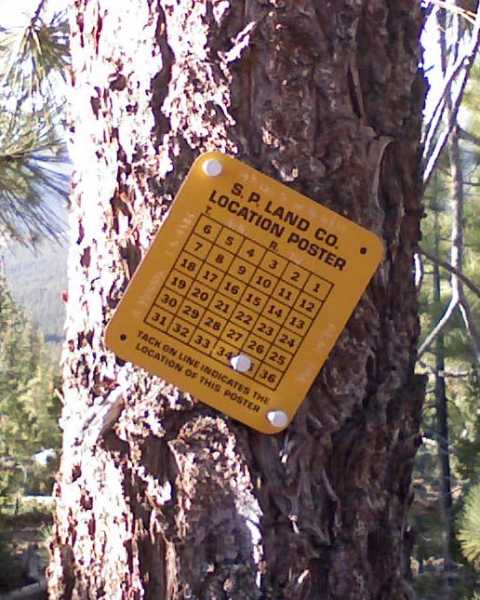 S. P. LAND CO.
LOCATION POSTER
R.
6 5 4 3 2 1
7 8 9 10 11 12
18 17 16 15 14 13
19 20 21 22 23 24
30 29 28 27 26 25
31 32 33 34 36
TACK ON LINE INDICATES THE
LOCATION OF THIS POSTER